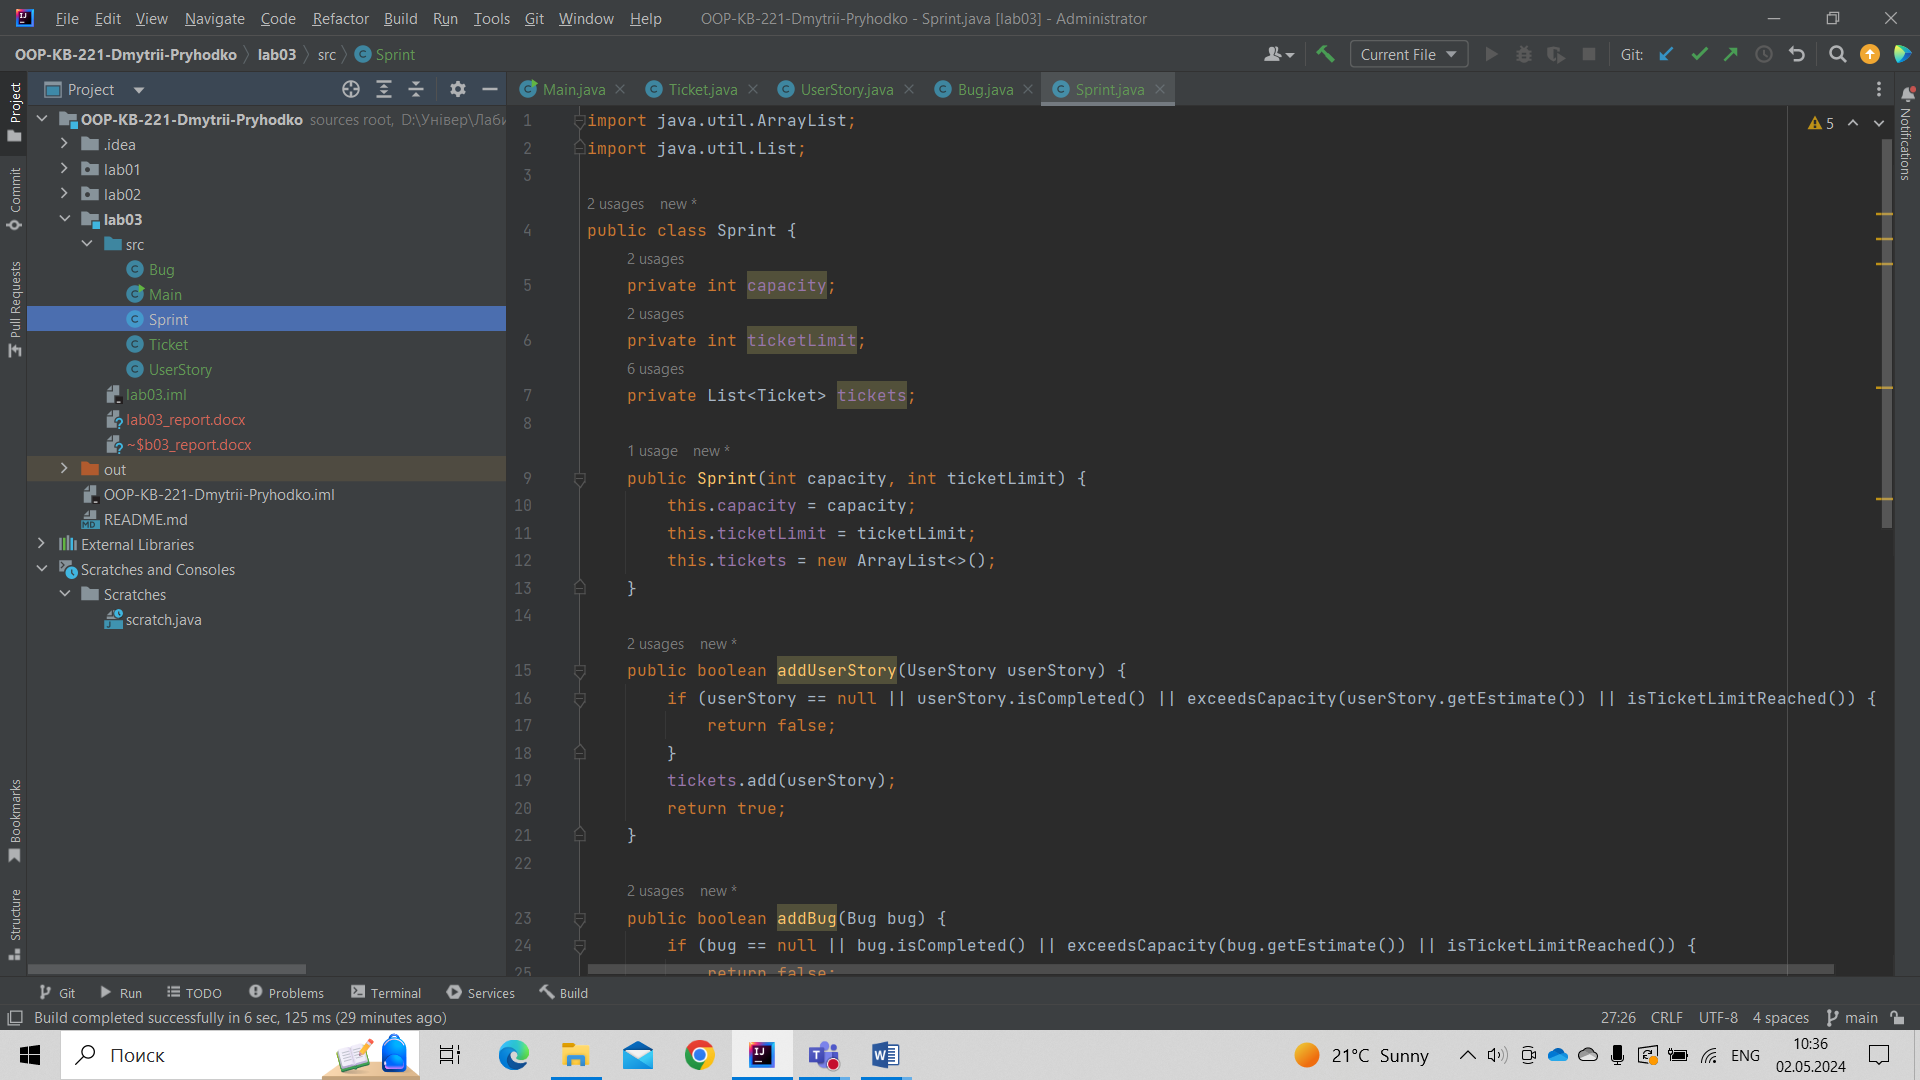 File Edit View Navigate Code Refactor Build Run Tools Git Window Help OOP-KB-221-Dmytrii-Pryhodko - Sprint.java [lab03] - Administrator
OOP-KB-221-Dmytrii-Pryhodko lab03 src Sprint Current File Git:
Project
Main.java Ticket.java UserStory.java Bug.java Sprint.java
Project
Commit
Pull Requests
Bookmarks
Structure
OOP-KB-221-Dmytrii-Pryhodko sources root, D:\Універ\Лаби
.idea
lab01
lab02
lab03
src
Bug
Main
Sprint
Ticket
UserStory
lab03.iml
lab03_report.docx
~$b03_report.docx
out
OOP-KB-221-Dmytrii-Pryhodko.iml
README.md
External Libraries
Scratches and Consoles
Scratches
scratch.java
1 import java.util.ArrayList;
2 import java.util.List;
3
2 usages new *
4 public class Sprint {
2 usages
5 private int capacity;
2 usages
6 private int ticketLimit;
6 usages
7 private List<Ticket> tickets;
8
1 usage new *
9 public Sprint(int capacity, int ticketLimit) {
10 this.capacity = capacity;
11 this.ticketLimit = ticketLimit;
12 this.tickets = new ArrayList<>();
13 }
14
2 usages new *
15 public boolean addUserStory(UserStory userStory) {
16 if (userStory == null || userStory.isCompleted() || exceedsCapacity(userStory.getEstimate()) || isTicketLimitReached()) {
17 return false;
18 }
19 tickets.add(userStory);
20 return true;
21 }
22
2 usages new *
23 public boolean addBug(Bug bug) {
24 if (bug == null || bug.isCompleted() || exceedsCapacity(bug.getEstimate()) || isTicketLimitReached()) {
25 return false;
5
Notifications
Git Run TODO Problems Terminal Services Build
Build completed successfully in 6 sec, 125 ms (29 minutes ago) 27:26 CRLF UTF-8 4 spaces main
Поиск 21°C Sunny ENG 10:36
02.05.2024